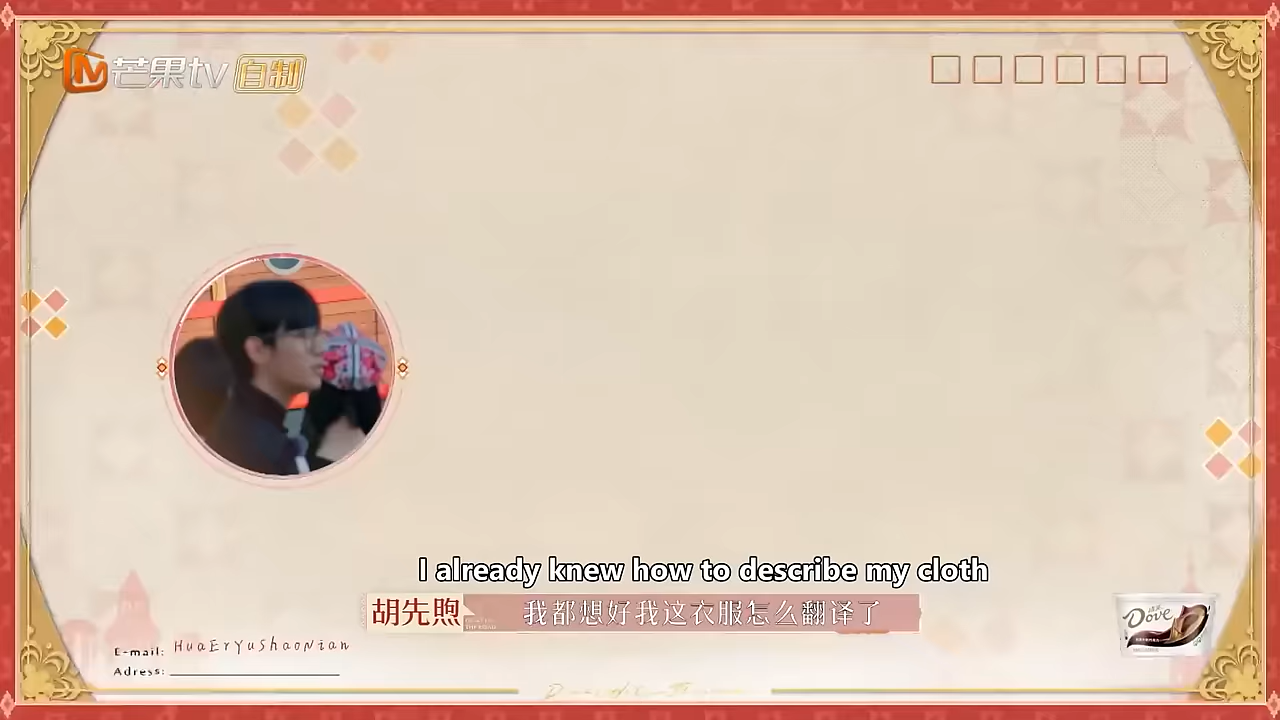 芒果tv 自制
I already knew how to describe my cloth
胡先煦 我都想好我这衣服怎么翻译了
Dove
E-mail: HuaErYuShaoNian
Adress: